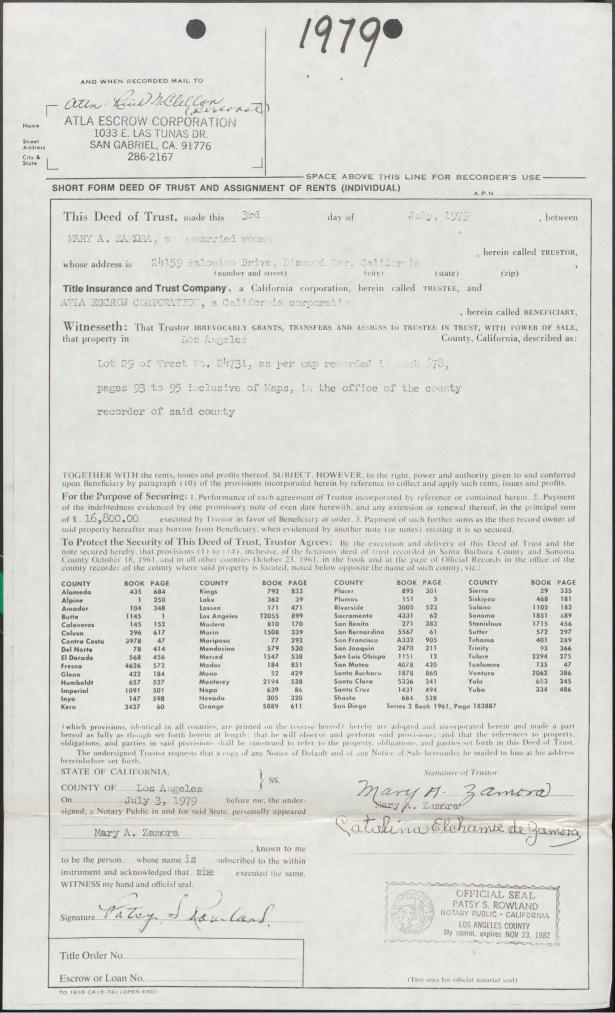 1979
AND WHEN RECORDED MAIL TO
Attn:
Name
Street Address
City & State
ATLA ESCROW CORPORATION
1033 E. LAS TUNAS DR.
SAN GABRIEL, CA. 91776
286-2167
SPACE ABOVE THIS LINE FOR RECORDER'S USE
SHORT FORM DEED OF TRUST AND ASSIGNMENT OF RENTS (INDIVIDUAL)
A.P.N.
This Deed of Trust, made this 3rd day of July, 1979 , between
MARY A. ZAMORA, an unmarried woman
, herein called TRUSTOR,
whose address is 24159 Palomino Drive, Diamond Bar, California
(number and street) (city) (state) (zip)
Title Insurance and Trust Company, a California corporation, herein called TRUSTEE, and
ATLA ESCROW CORPORATION, a California corporation
, herein called BENEFICIARY,
Witnesseth: That Trustor IRREVOCABLY GRANTS, TRANSFERS AND ASSIGNS to TRUSTEE IN TRUST, WITH POWER OF SALE,
that property in Los Angeles County, California, described as:
Lot 29 of Tract No. 24731, as per map recorded in book 678,
pages 93 to 95 inclusive of Maps, in the office of the county
recorder of said county
TOGETHER WITH the rents, issues and profits thereof, SUBJECT, HOWEVER, to the right, power and authority given to and conferred
upon Beneficiary by paragraph (10) of the provisions incorporated herein by reference to collect and apply such rents, issues and profits.
For the Purpose of Securing: 1. Performance of each agreement of Trustor incorporated by reference or contained herein. 2. Payment
of the indebtedness evidenced by one promissory note of even date herewith, and any extension or renewal thereof, in the principal sum
of $ 16,800.00 executed by Trustor in favor of Beneficiary or order. 3. Payment of such further sums as the then record owner of
said property hereafter may borrow from Beneficiary, when evidenced by another note (or notes) reciting it is so secured.
To Protect the Security of This Deed of Trust, Trustor Agrees: By the execution and delivery of this Deed of Trust and the
note secured hereby, that provisions (1) to (14), inclusive, of the fictitious deed of trust recorded in Santa Barbara County and Sonoma
County October 18, 1961, and in all other counties October 23, 1961, in the book and at the page of Official Records in the office of the
county recorder of the county where said property is located, noted below opposite the name of such county, viz.:
COUNTY BOOK PAGE COUNTY BOOK PAGE COUNTY BOOK PAGE COUNTY BOOK PAGE
Alameda 435 684 Kings 792 833 Placer 895 301 Sierra 29 335
Alpine 1 250 Lake 362 39 Plumas 151 5 Siskiyou 468 181
Amador 104 348 Lassen 171 471 Riverside 3005 523 Solano 1105 182
Butte 1145 1 Los Angeles T2055 899 Sacramento 4331 62 Sonoma 1851 689
Calaveras 145 152 Madera 810 170 San Benito 271 383 Stanislaus 1715 456
Colusa 296 617 Marin 1508 339 San Bernardino 5567 61 Sutter 572 297
Contra Costa 3978 47 Mariposa 77 292 San Francisco A332 905 Tehama 401 289
Del Norte 78 414 Mendocino 579 530 San Joaquin 2470 311 Trinity 93 366
El Dorado 568 456 Merced 1547 538 San Luis Obispo 1151 12 Tulare 2294 275
Fresno 4626 572 Modoc 184 851 San Mateo 4078 420 Tuolumne 135 47
Glenn 422 184 Mono 52 429 Santa Barbara 1878 860 Ventura 2062 386
Humboldt 657 527 Monterey 2194 538 Santa Clara 5336 341 Yolo 653 245
Imperial 1091 501 Napa 639 86 Santa Cruz 1431 494 Yuba 334 486
Inyo 147 598 Nevada 305 320 Shasta 684 528
Kern 3427 60 Orange 5889 611 San Diego Series 2 Book 1961, Page 183887
(which provisions, identical in all counties, are printed on the reverse hereof) hereby are adopted and incorporated herein and made a part
hereof as fully as though set forth herein at length; that he will observe and perform said provisions; and that the references to property,
obligations, and parties in said provisions shall be construed to refer to the property, obligations, and parties set forth in this Deed of Trust.
The undersigned Trustor requests that a copy of any Notice of Default and of any Notice of Sale hereunder be mailed to him at his address
hereinbefore set forth.
STATE OF CALIFORNIA,
COUNTY OF Los Angeles } SS.
Signature of Trustor
On July 3, 1979 before me, the under-
signed, a Notary Public in and for said State, personally appeared
Mary A. Zamora
Mary A. Zamora
Catalina Elchamie de Zamora
Mary A. Zamora
, known to me
to be the person whose name is subscribed to the within
instrument and acknowledged that she executed the same.
WITNESS my hand and official seal.
Signature Patsy S Rowland
OFFICIAL SEAL
PATSY S. ROWLAND
NOTARY PUBLIC - CALIFORNIA
LOS ANGELES COUNTY
My comm. expires NOV 23, 1982
Title Order No.
Escrow or Loan No.
(This area for official notarial seal)
TO 1939 CA (8-74) (OPEN END)